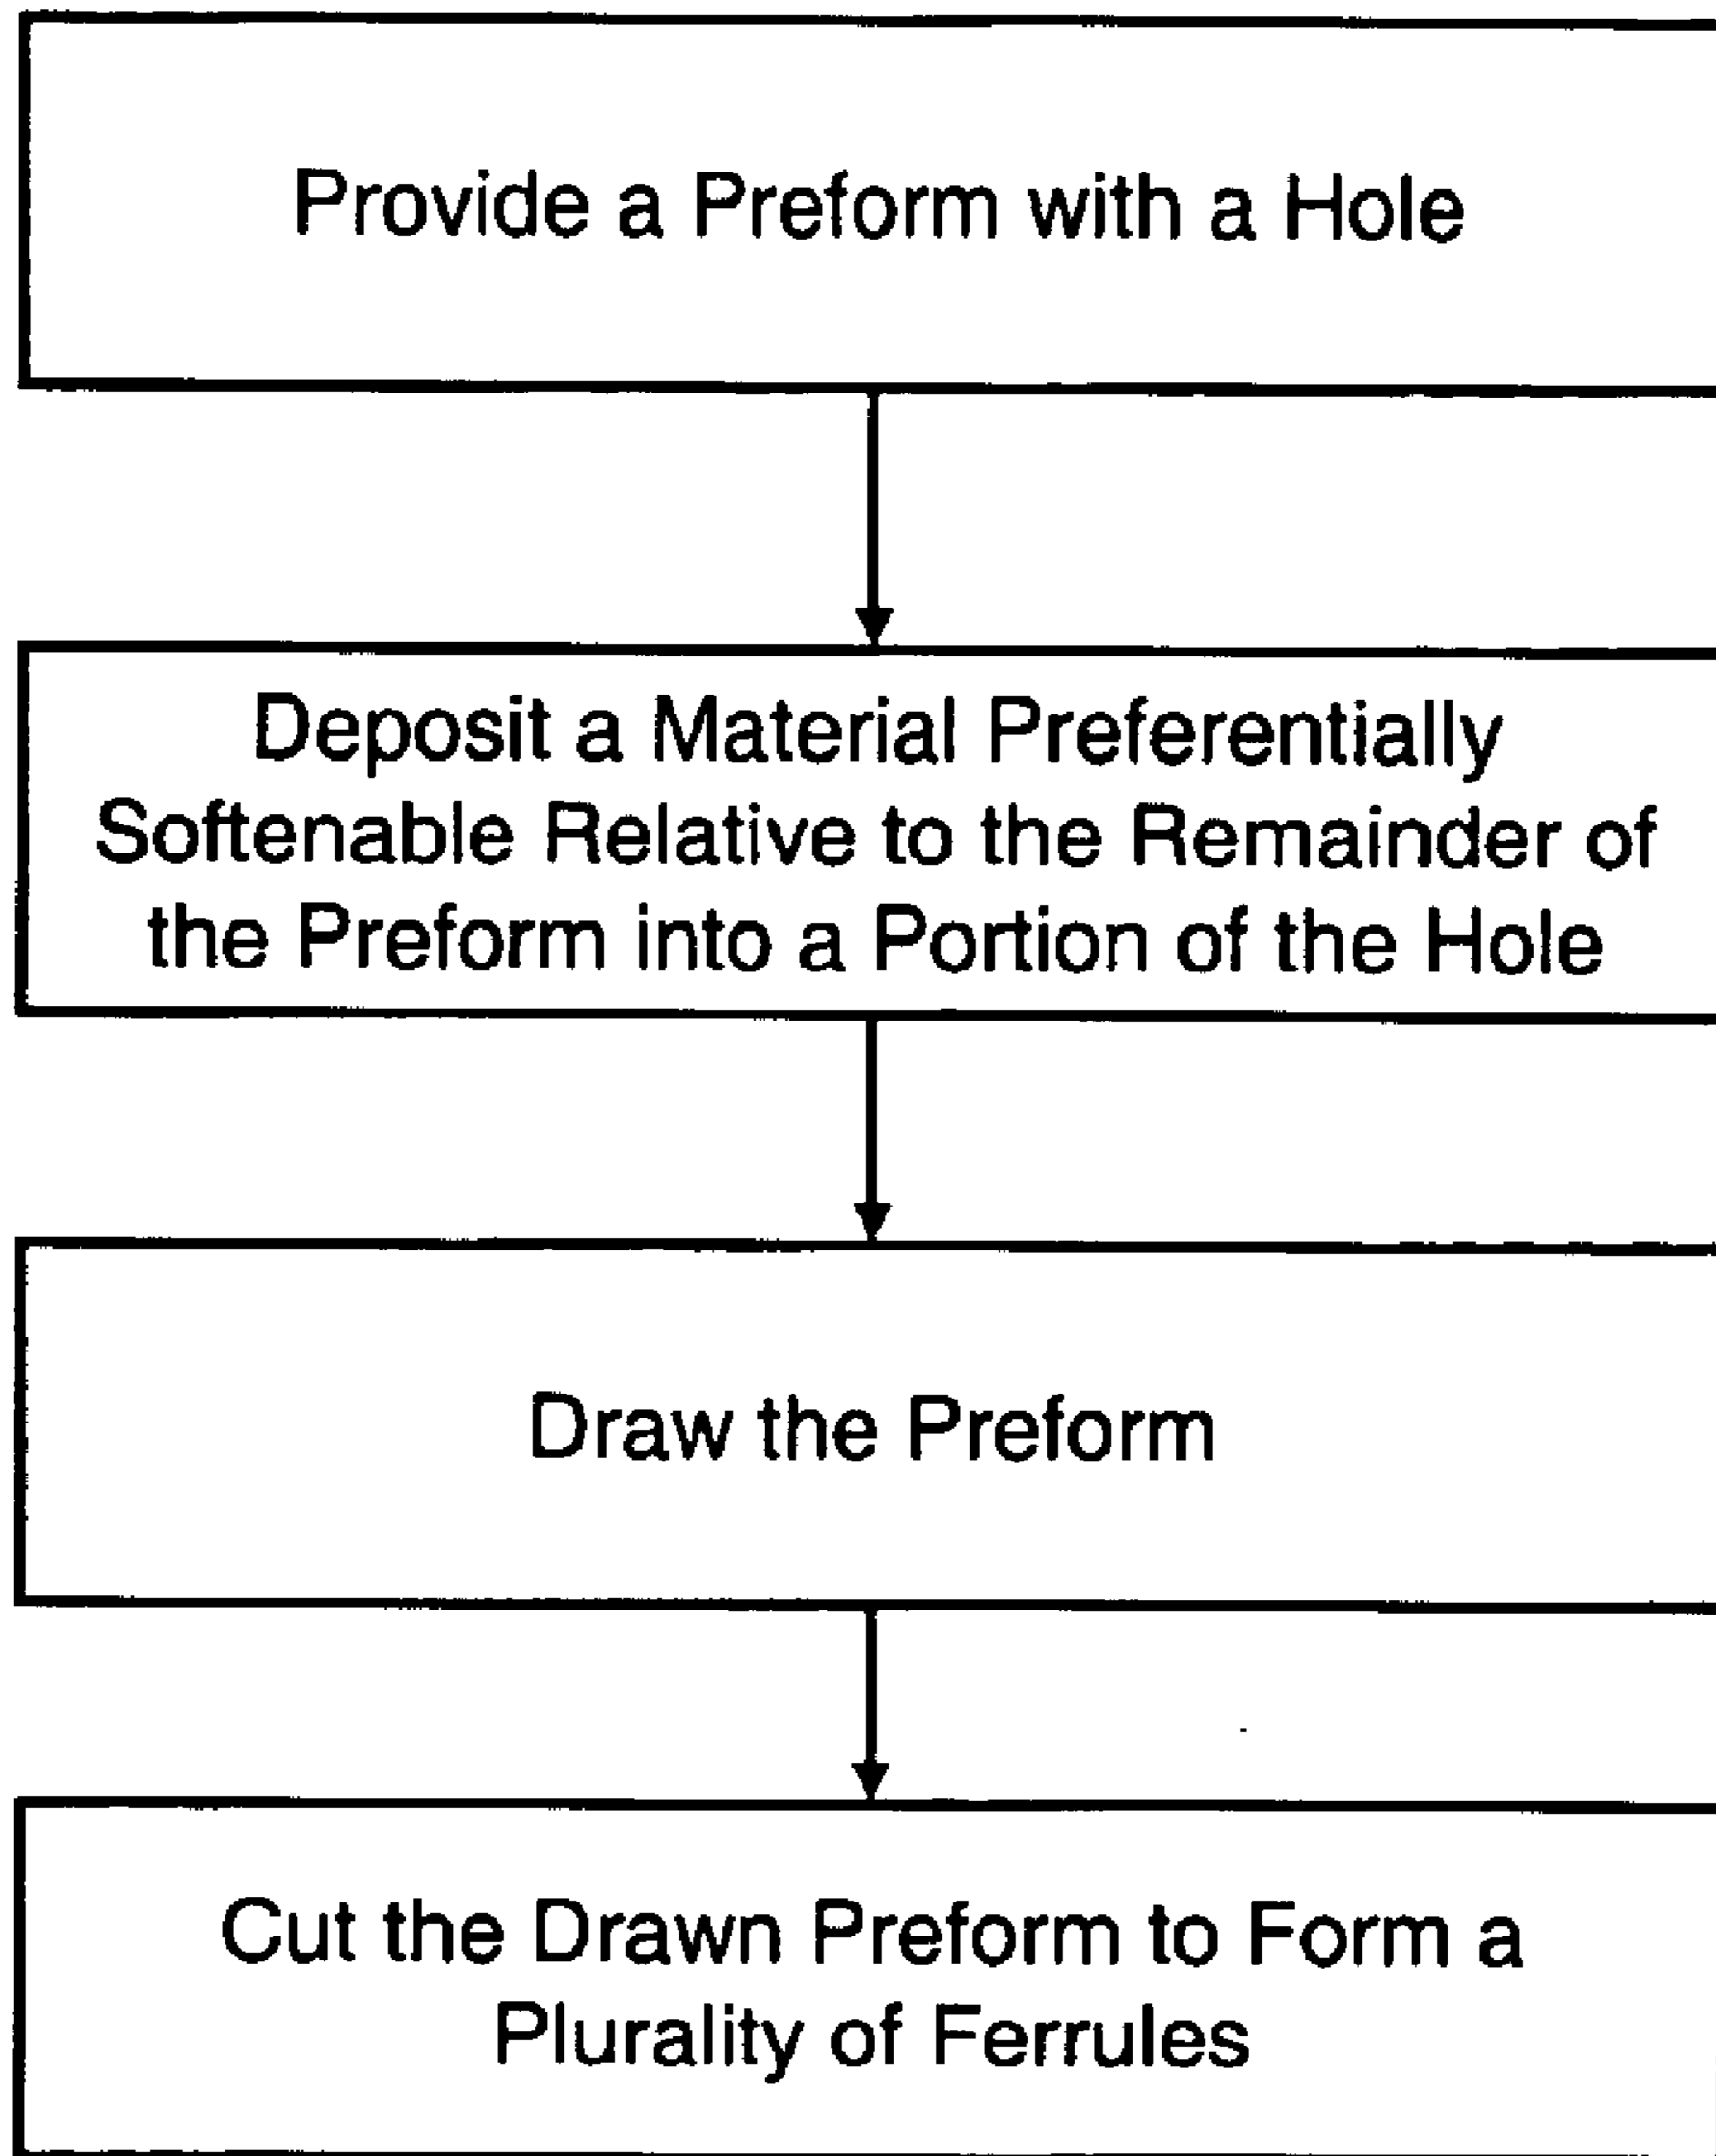 Provide a Preform with a Hole
Deposit a Material Preferentially
Softenable Relative to the Remainder of
the Preform into a Portion of the Hole
Draw the Preform
Cut the Drawn Preform to Form a
Plurality of Ferrules